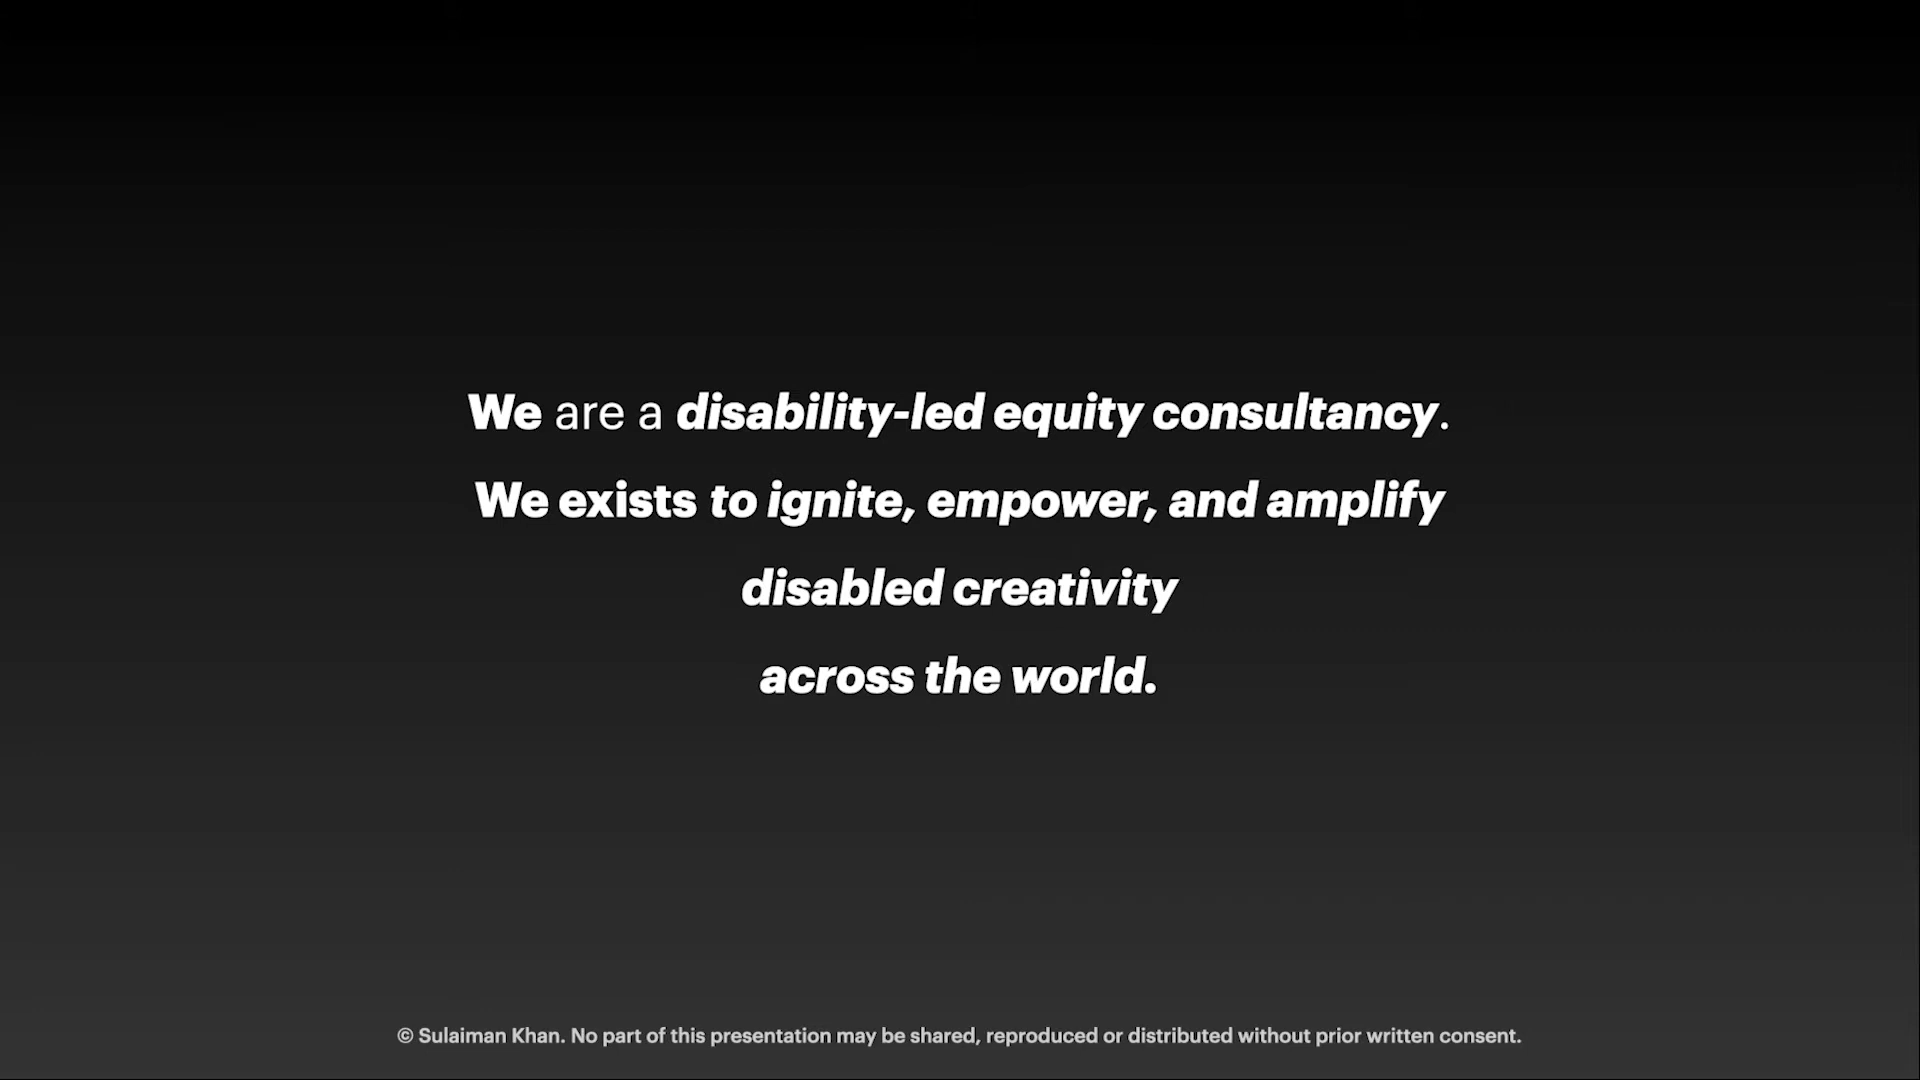 We are a disability-led equity consultancy.
We exists to ignite, empower, and amplify
disabled creativity
across the world.
© Sulaiman Khan. No part of this presentation may be shared, reproduced or distributed without prior written consent.